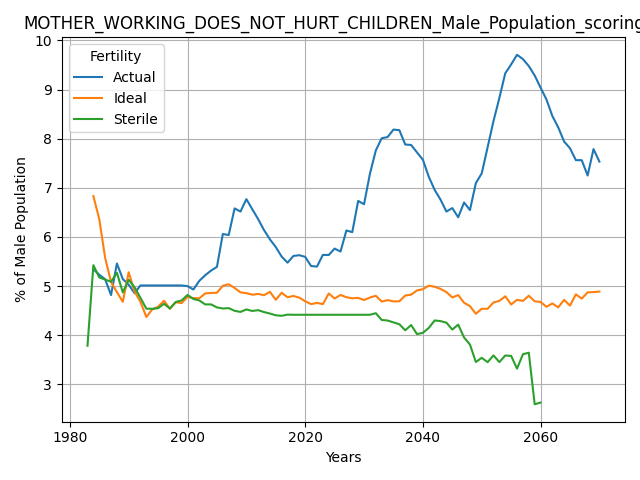 MOTHER_WORKING_DOES_NOT_HURT_CHILDREN_Male_Population_scoring
Fertility
Actual
Ideal
Sterile
% of Male Population
10
9
8
7
6
5
4
3
1980
2000
2020
2040
2060
Years